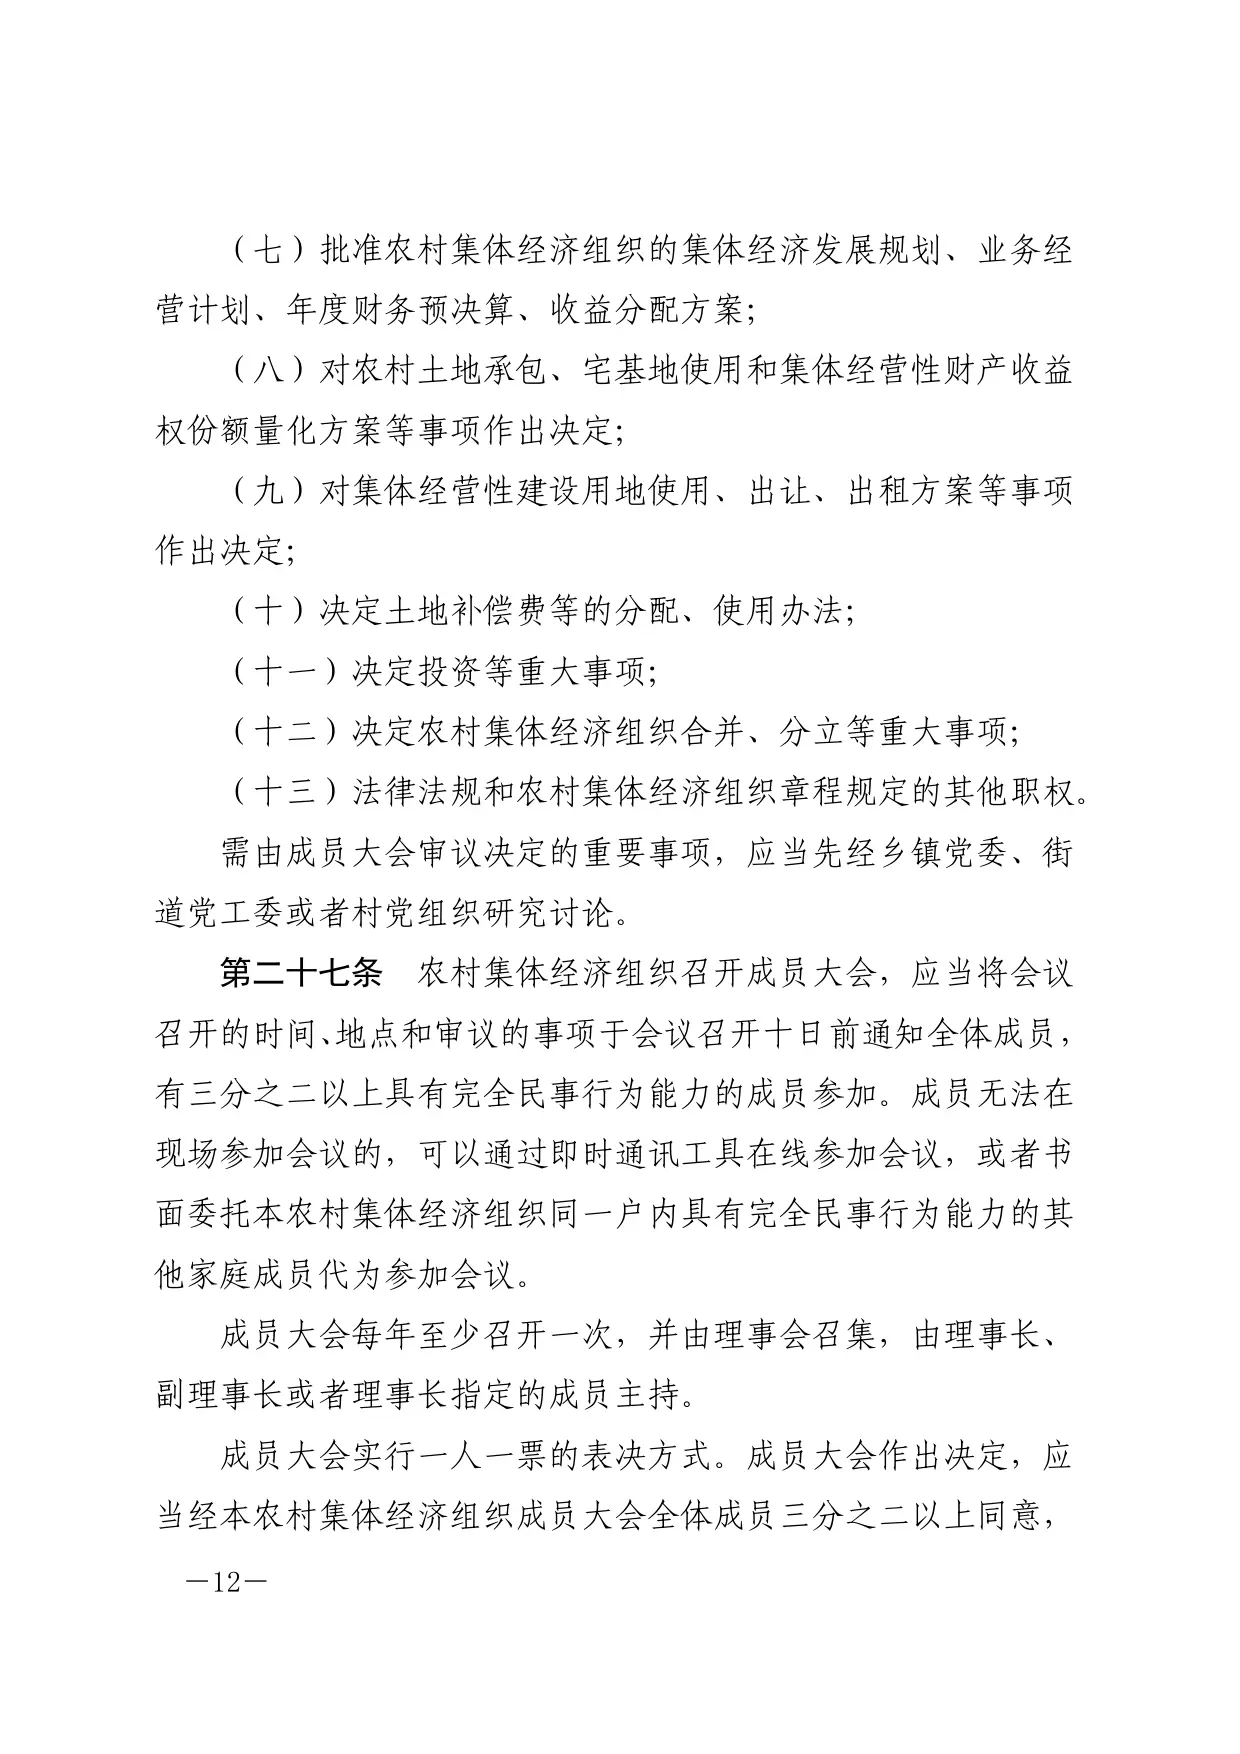 （七）批准农村集体经济组织的集体经济发展规划、业务经
营计划、年度财务预决算、收益分配方案；
（八）对农村土地承包、宅基地使用和集体经营性财产收益
权份额量化方案等事项作出决定；
（九）对集体经营性建设用地使用、出让、出租方案等事项
作出决定；
（十）决定土地补偿费等的分配、使用办法；
（十一）决定投资等重大事项；
（十二）决定农村集体经济组织合并、分立等重大事项；
（十三）法律法规和农村集体经济组织章程规定的其他职权。
需由成员大会审议决定的重要事项，应当先经乡镇党委、街
道党工委或者村党组织研究讨论。
第二十七条　农村集体经济组织召开成员大会，应当将会议
召开的时间、地点和审议的事项于会议召开十日前通知全体成员，
有三分之二以上具有完全民事行为能力的成员参加。成员无法在
现场参加会议的，可以通过即时通讯工具在线参加会议，或者书
面委托本农村集体经济组织同一户内具有完全民事行为能力的其
他家庭成员代为参加会议。
成员大会每年至少召开一次，并由理事会召集，由理事长、
副理事长或者理事长指定的成员主持。
成员大会实行一人一票的表决方式。成员大会作出决定，应
当经本农村集体经济组织成员大会全体成员三分之二以上同意，
—12—